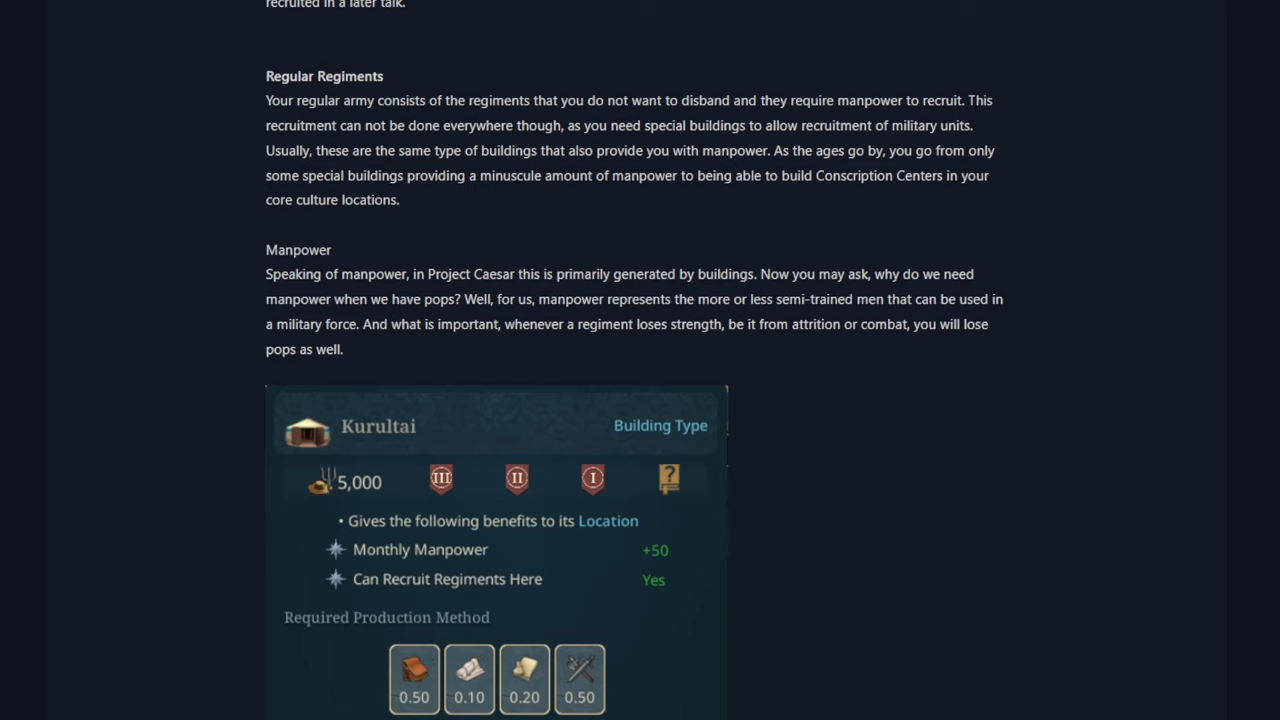 recruited in a later talk.
Regular Regiments
Your regular army consists of the regiments that you do not want to disband and they require manpower to recruit. This
recruitment can not be done everywhere though, as you need special buildings to allow recruitment of military units.
Usually, these are the same type of buildings that also provide you with manpower. As the ages go by, you go from only
some special buildings providing a minuscule amount of manpower to being able to build Conscription Centers in your
core culture locations.
Manpower
Speaking of manpower, in Project Caesar this is primarily generated by buildings. Now you may ask, why do we need
manpower when we have pops? Well, for us, manpower represents the more or less semi-trained men that can be used in
a military force. And what is important, whenever a regiment loses strength, be it from attrition or combat, you will lose
pops as well.
Kurultai Building Type
5,000 III II I ?
• Gives the following benefits to its Location
Monthly Manpower +50
Can Recruit Regiments Here Yes
Required Production Method
0.50 0.10 0.20 0.50